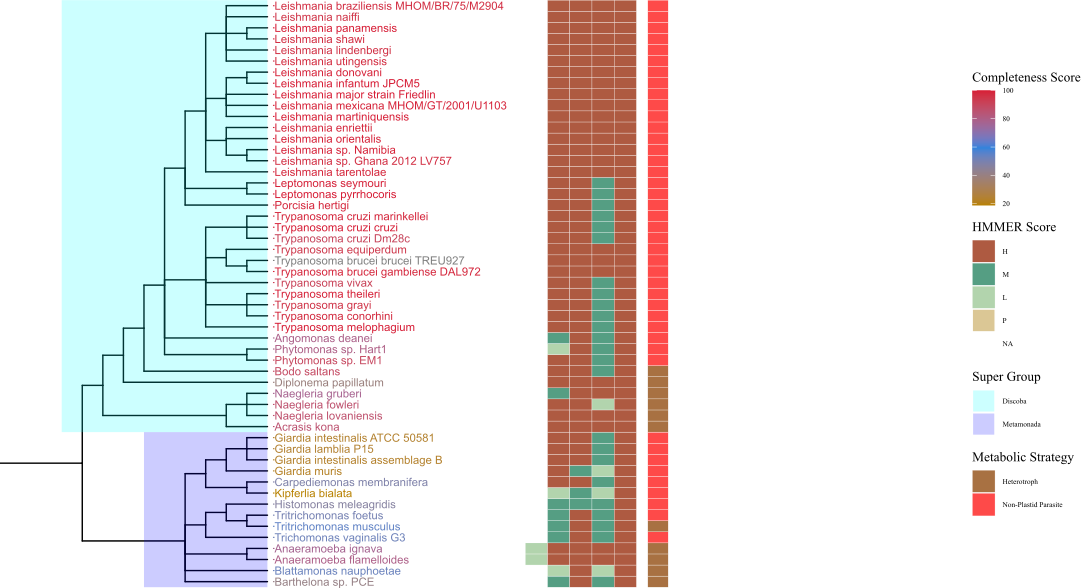 Leishmania braziliensis MHOM/BR/75/M2904
Leishmania naiffi
Leishmania panamensis
Leishmania shawi
Leishmania lindenbergi
Leishmania utingensis
Leishmania donovani
Leishmania infantum JPCM5
Leishmania major strain Friedlin
Leishmania mexicana MHOM/GT/2001/U1103
Leishmania martiniquensis
Leishmania enriettii
Leishmania orientalis
Leishmania sp. Namibia
Leishmania sp. Ghana 2012 LV757
Leishmania tarentolae
Leptomonas seymouri
Leptomonas pyrrhocoris
Porcisia hertigi
Trypanosoma cruzi marinkellei
Trypanosoma cruzi cruzi
Trypanosoma cruzi Dm28c
Trypanosoma equiperdum
Trypanosoma brucei brucei TREU927
Trypanosoma brucei gambiense DAL972
Trypanosoma vivax
Trypanosoma theileri
Trypanosoma grayi
Trypanosoma conorhini
Trypanosoma melophagium
Angomonas deanei
Phytomonas sp. Hart1
Phytomonas sp. EM1
Bodo saltans
Diplonema papillatum
Naegleria gruberi
Naegleria fowleri
Naegleria lovaniensis
Acrasis kona
Giardia intestinalis ATCC 50581
Giardia lamblia P15
Giardia intestinalis assemblage B
Giardia muris
Carpediemonas membranifera
Kipferlia bialata
Histomonas meleagridis
Tritrichomonas foetus
Tritrichomonas musculus
Trichomonas vaginalis G3
Anaeramoeba ignava
Anaeramoeba flamelloides
Blattamonas nauphoetae
Barthelona sp. PCE
Completeness Score
100
80
60
40
20
HMMER Score
H
M
L
P
NA
Super Group
Discoba
Metamonada
Metabolic Strategy
Heterotroph
Non-Plastid Parasite